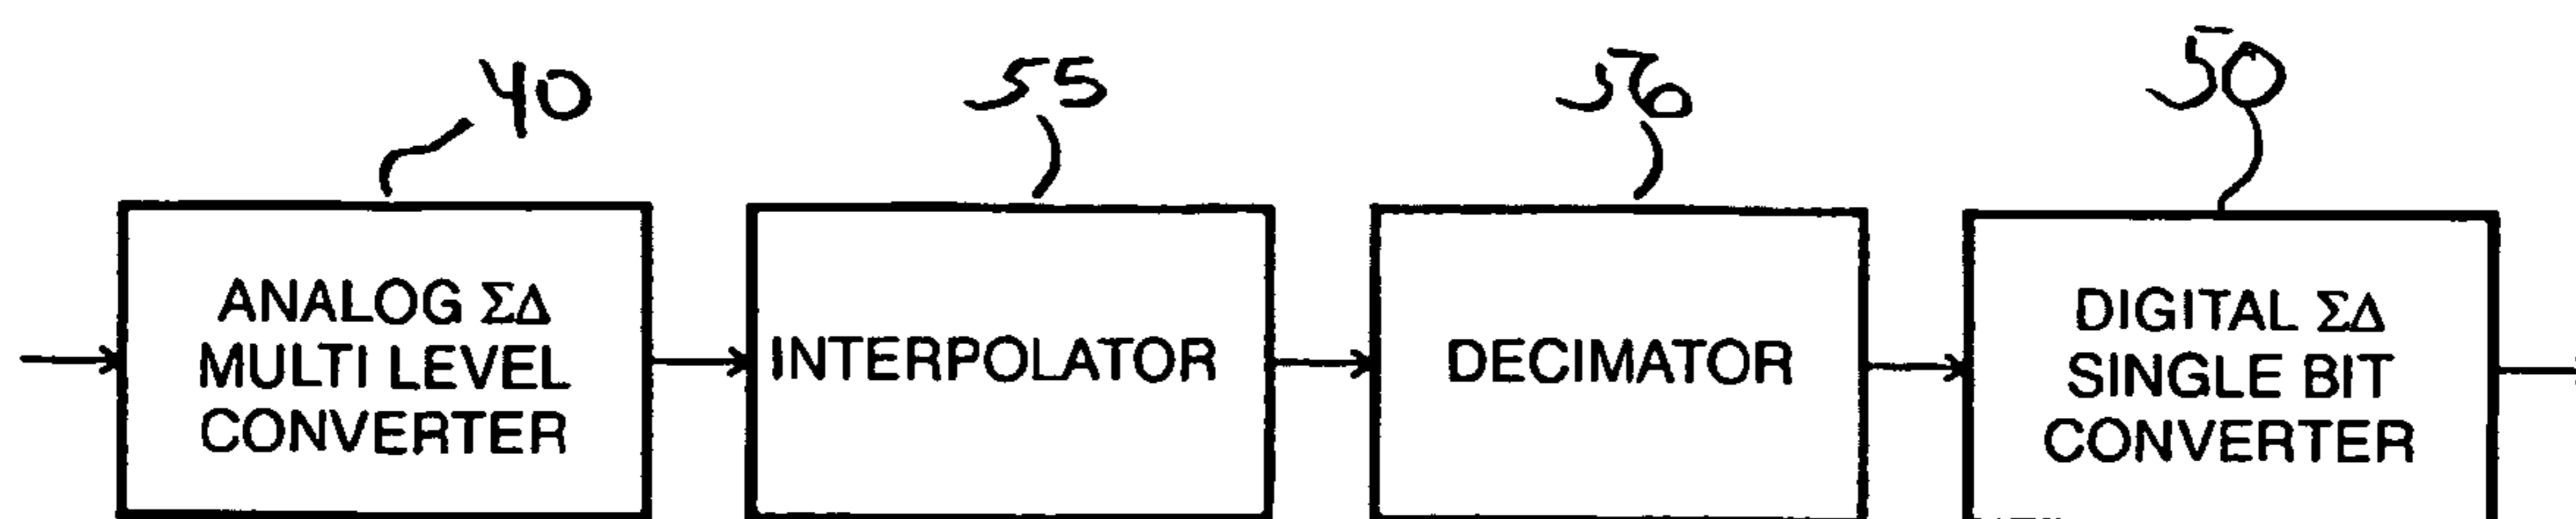 40
55
56
50
ANALOG ΣΔ
MULTI LEVEL
CONVERTER
INTERPOLATOR
DECIMATOR
DIGITAL ΣΔ
SINGLE BIT
CONVERTER